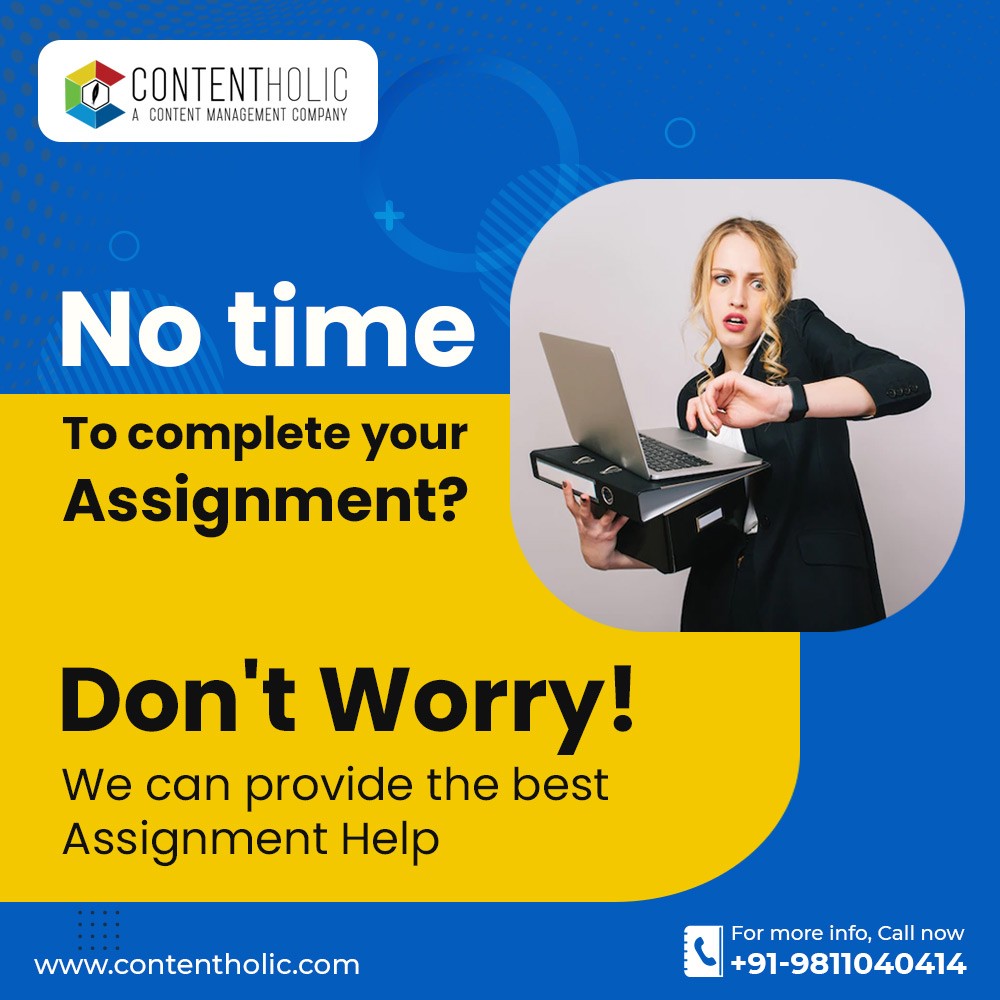 CONTENTHOLIC
A CONTENT MANAGEMENT COMPANY
No time
To complete your
Assignment?
Don't Worry!
We can provide the best
Assignment Help
www.contentholic.com
For more info, Call now
+91-9811040414